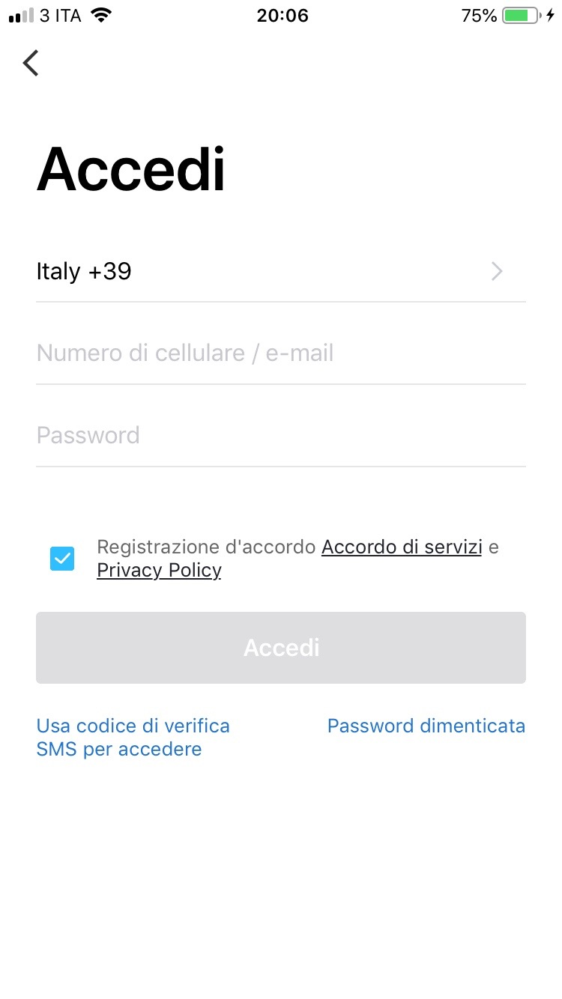 3 ITA 20:06 75%
Accedi
Italy +39
Numero di cellulare / e-mail
Password
Registrazione d'accordo Accordo di servizi e
Privacy Policy
Accedi
Usa codice di verifica Password dimenticata
SMS per accedere